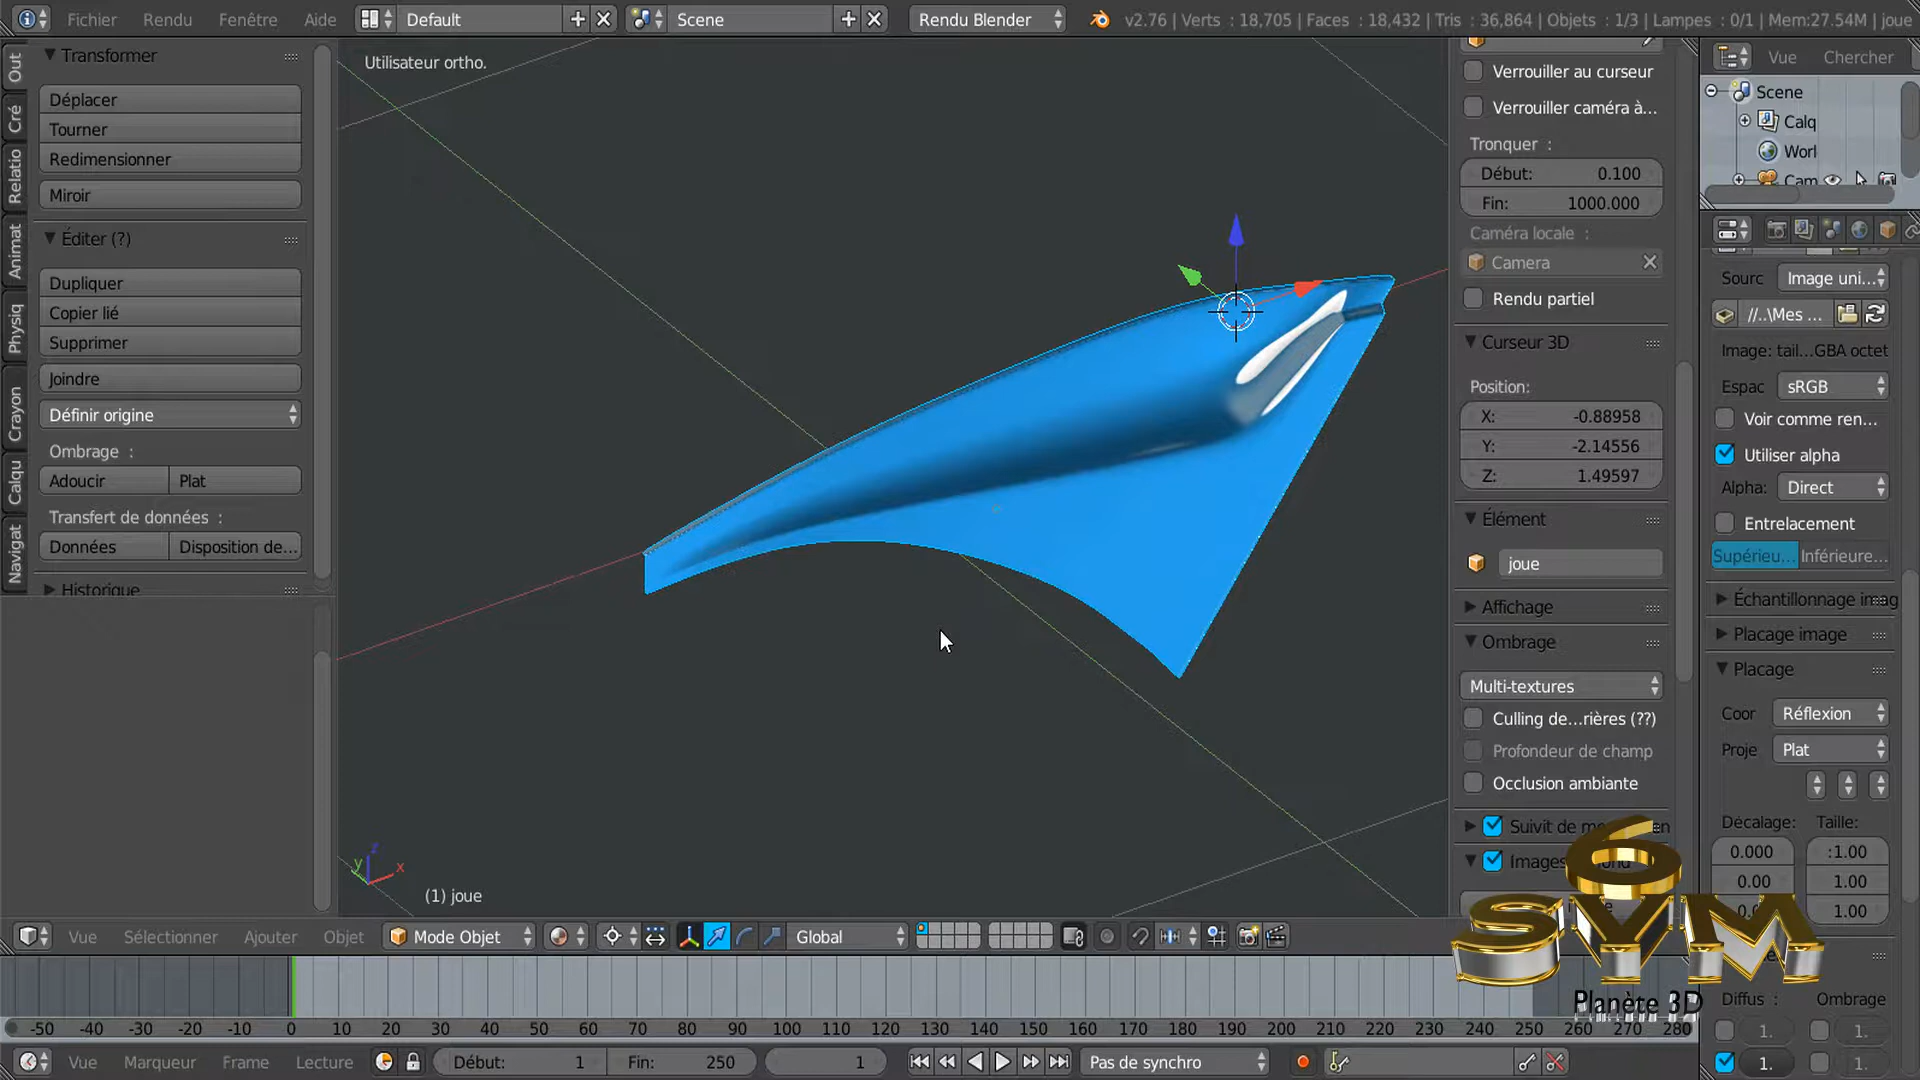 Fichier Rendu Fenêtre Aide Default Scene Rendu Blender v2.76 | Verts : 18,705 | Faces : 18,432 | Tris : 36,864 | Objets : 1/3 | Lampes : 0/1 | Mem:27.54M | joue
Out
Cré
Relatio
Animat
Physiq
Crayon
Calqu
Navigat
Transformer
Déplacer
Tourner
Redimensionner
Miroir
Éditer (?)
Dupliquer
Copier lié
Supprimer
Joindre
Définir origine
Ombrage :
Adoucir Plat
Transfert de données :
Données Disposition de...
Historique
Utilisateur ortho.
(1) joue
z
y x
Verrouiller au curseur
Verrouiller caméra à...
Tronquer :
Début: 0.100
Fin: 1000.000
Caméra locale :
Camera
Rendu partiel
Curseur 3D
Position:
X: -0.88958
Y: -2.14556
Z: 1.49597
Élément
joue
Affichage
Ombrage
Multi-textures
Culling de...rières (??)
Profondeur de champ
Occlusion ambiante
Suivit de
Images
Vue Chercher
Scene
Calq
Worl
Cam
Sourc Image uni...
//..\Mes ...
Image: tail...GBA octet
Espac sRGB
Voir comme ren...
Utiliser alpha
Alpha: Direct
Entrelacement
Supérieu... Inférieure...
Échantillonnage imag
Placage image
Placage
Coor Réflexion
Proje Plat
Décalage: Taille:
0.000 :1.00
0.00 1.00
1.00
6
SYM
Planète 3D
Diffus : Ombrage
1. 1.
1. 1.
Vue Sélectionner Ajouter Objet Mode Objet Global
-50 -40 -30 -20 -10 0 10 20 30 40 50 60 70 80 90 100 110 120 130 140 150 160 170 180 190 200 210 220 230 240 250 260 270 280
Vue Marqueur Frame Lecture Début: 1 Fin: 250 1 Pas de synchro